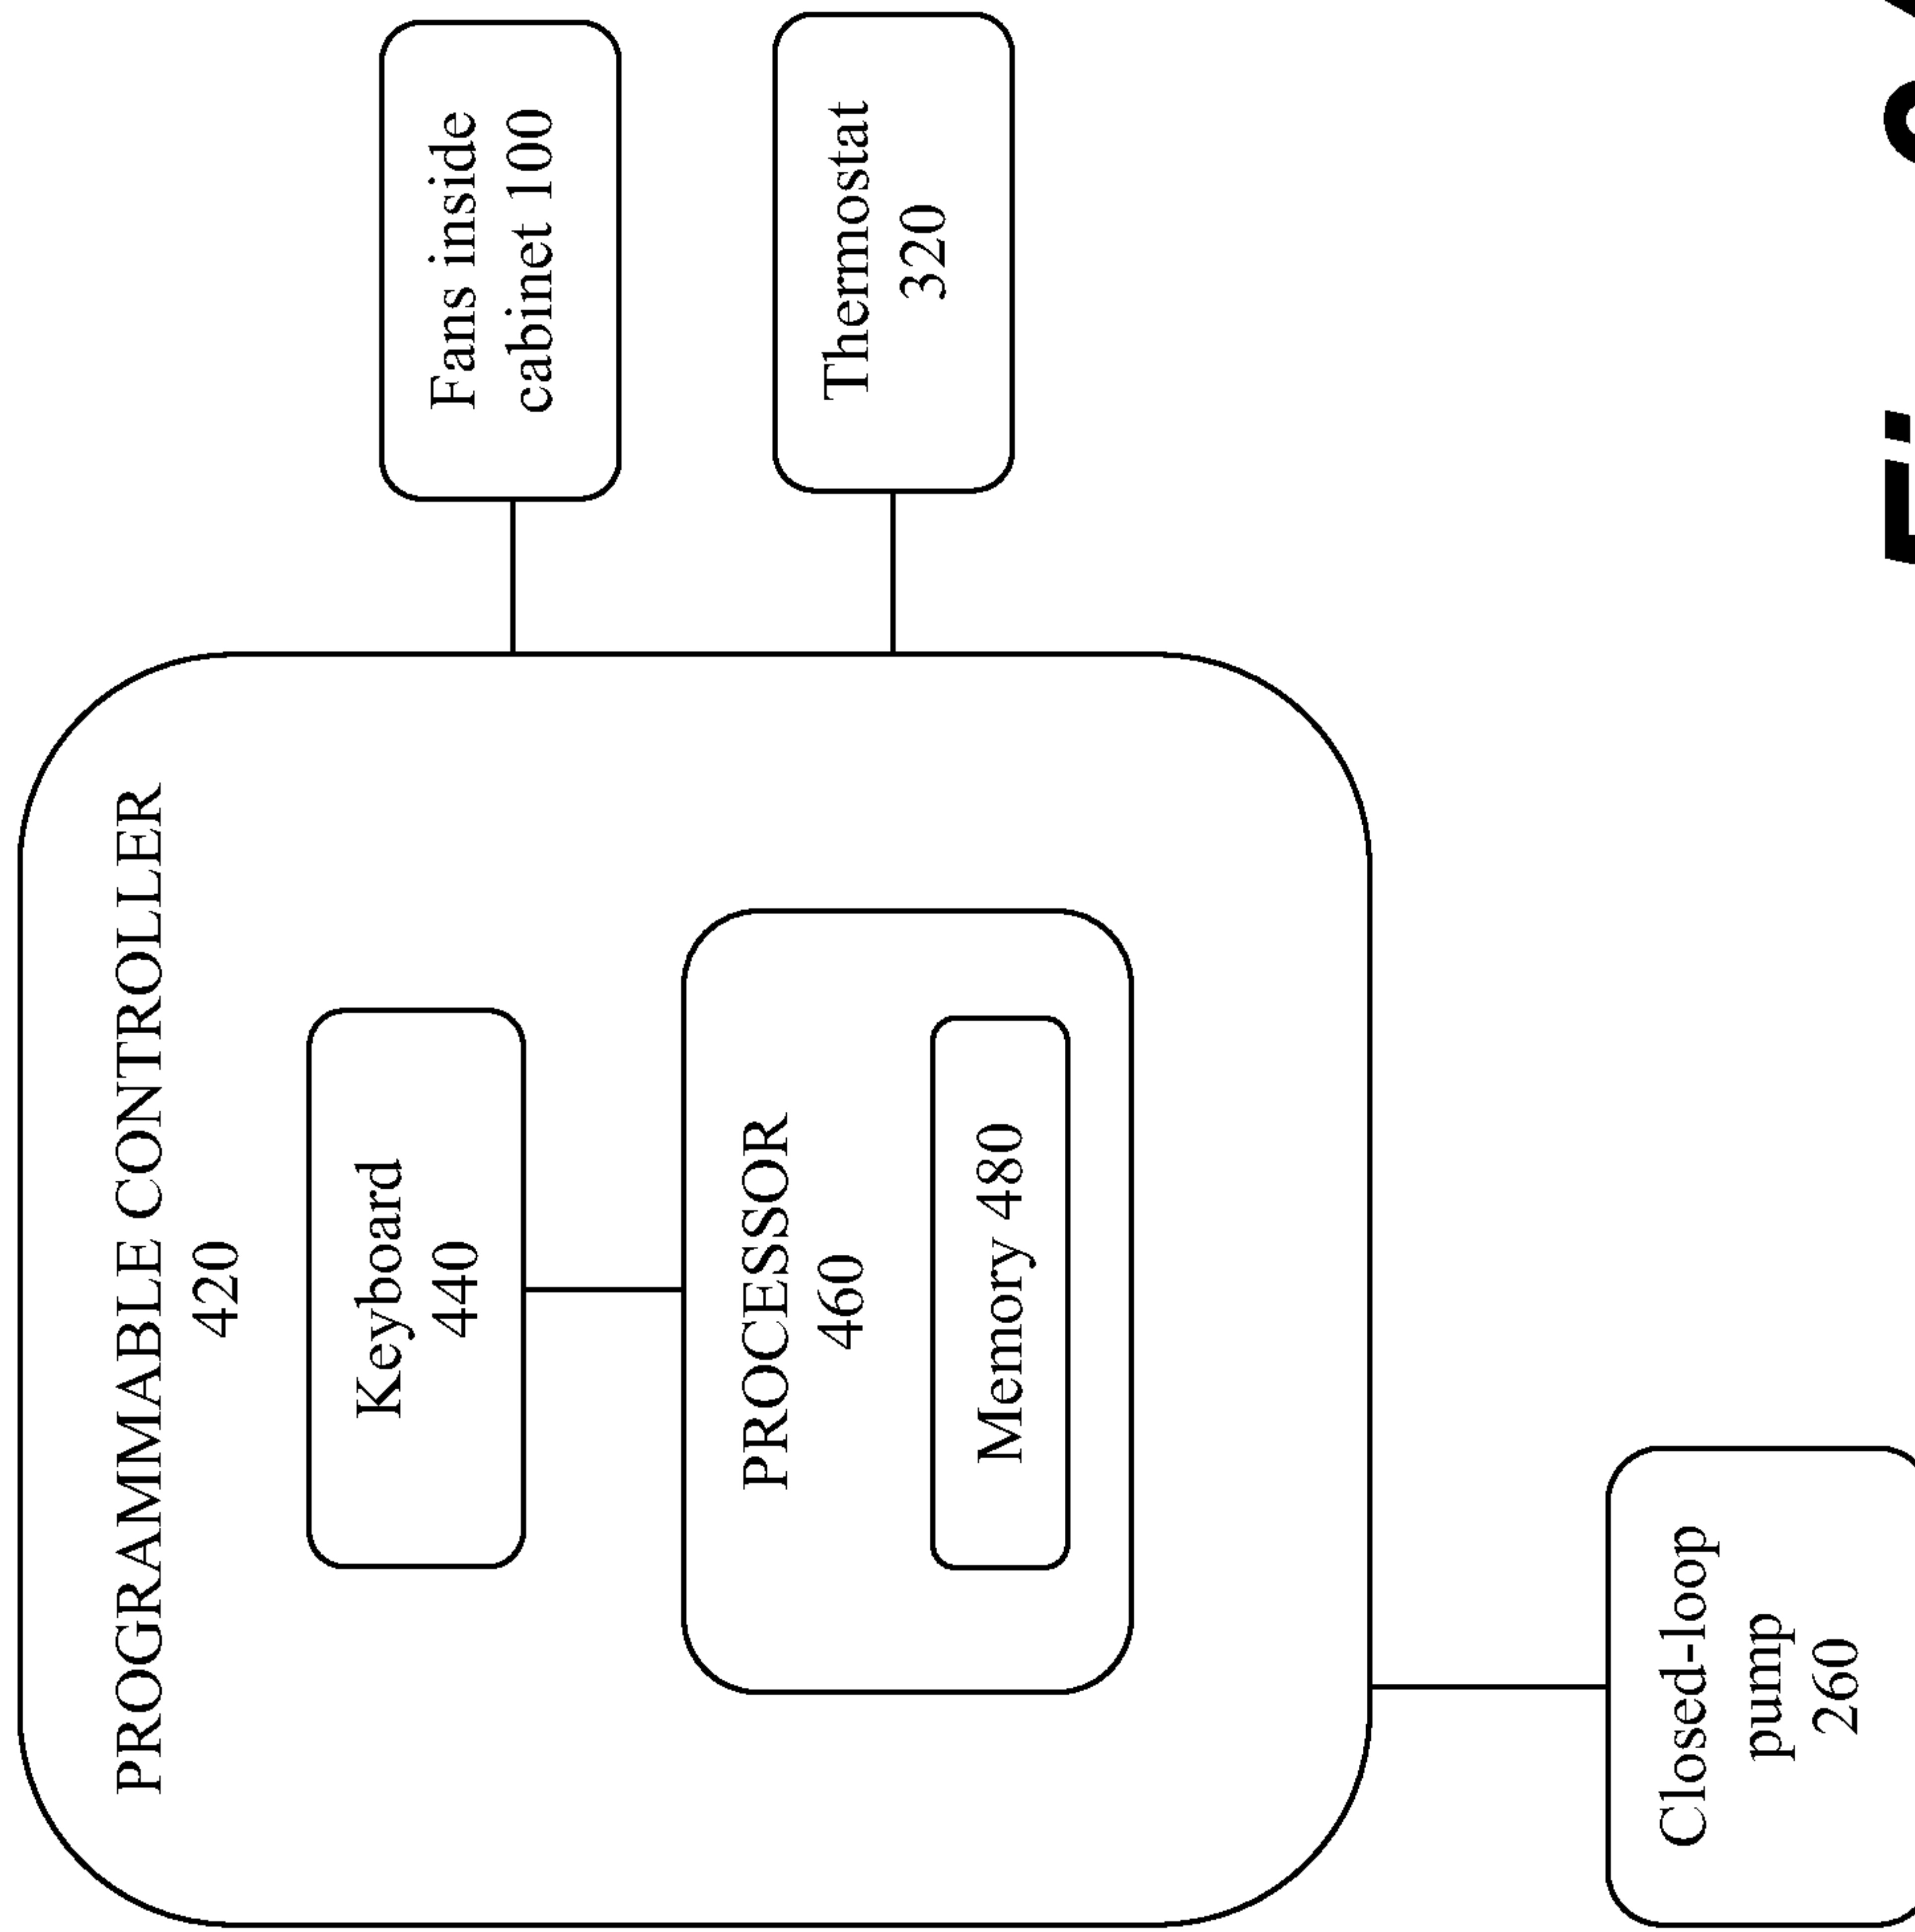 PROGRAMMABLE CONTROLLER
420
Keyboard
440
PROCESSOR
460
Memory 480
Fans inside
cabinet 100
Thermostat
320
Closed-loop
pump
260